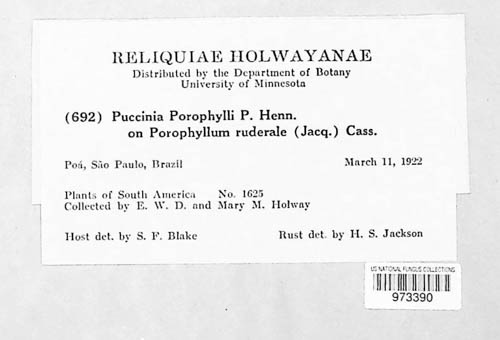 RELIQUIAE HOLWAYANAE
Distributed by the Department of Botany
University of Minnesota
(692) Puccinia Porophylli P. Henn.
on Porophyllum ruderale (Jacq.) Cass.
Poá, São Paulo, Brazil March 11, 1922
Plants of South America No. 1625
Collected by E. W. D. and Mary M. Holway
Host det. by S. F. Blake Rust det. by H. S. Jackson
US NATIONAL FUNGUS COLLECTIONS
973390